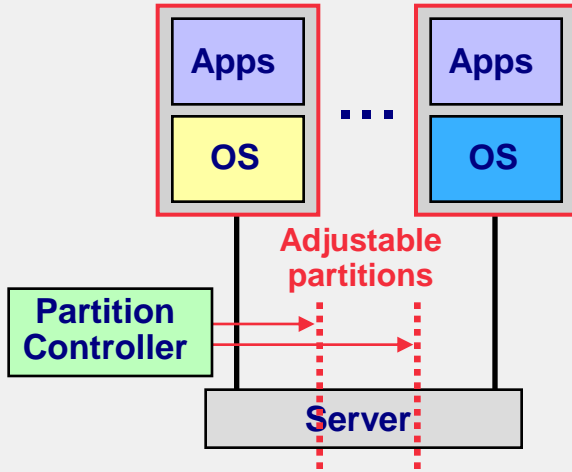 Apps
Apps
...
OS
OS
Adjustable
partitions
Partition
Controller
Server